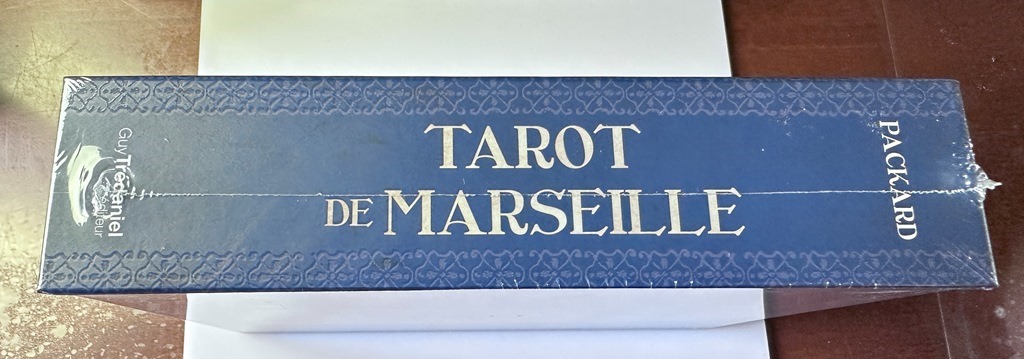 Guy Trédaniel
éditeur
TAROT
DE MARSEILLE
PACKARD